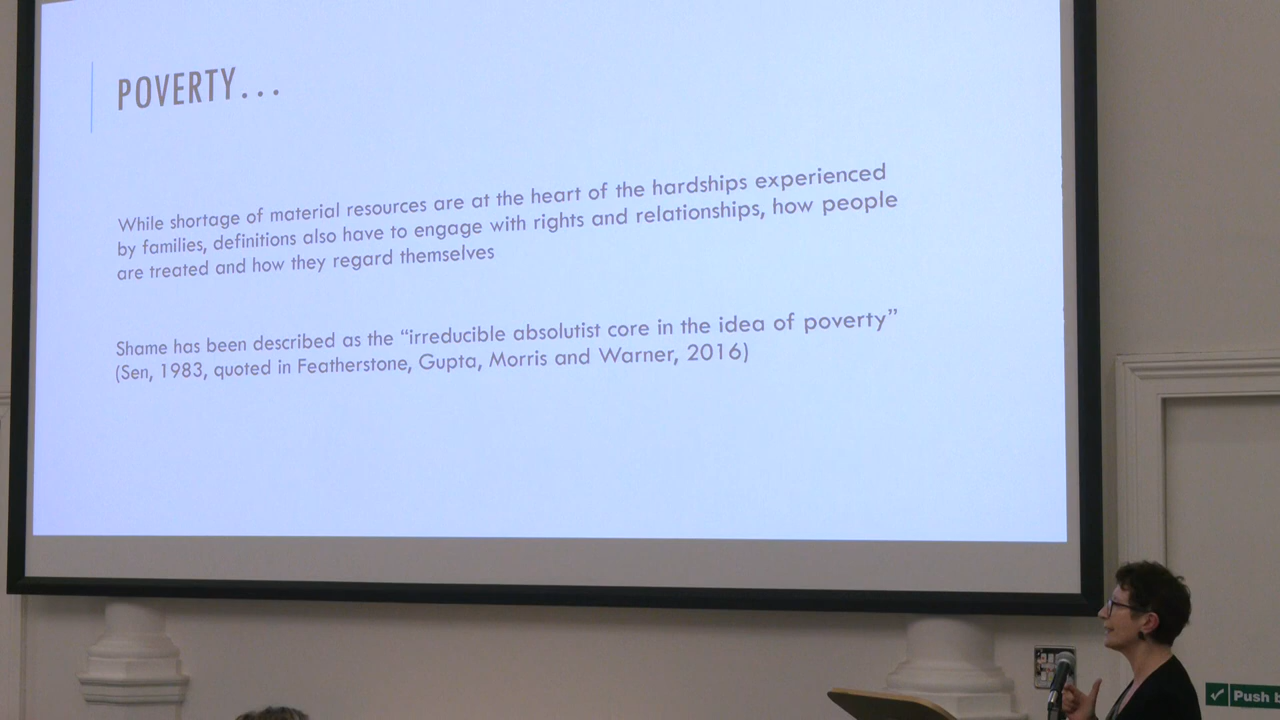 POVERTY...
While shortage of material resources are at the heart of the hardships experienced
by families, definitions also have to engage with rights and relationships, how people
are treated and how they regard themselves
Shame has been described as the “irreducible absolutist core in the idea of poverty”
(Sen, 1983, quoted in Featherstone, Gupta, Morris and Warner, 2016)
Push